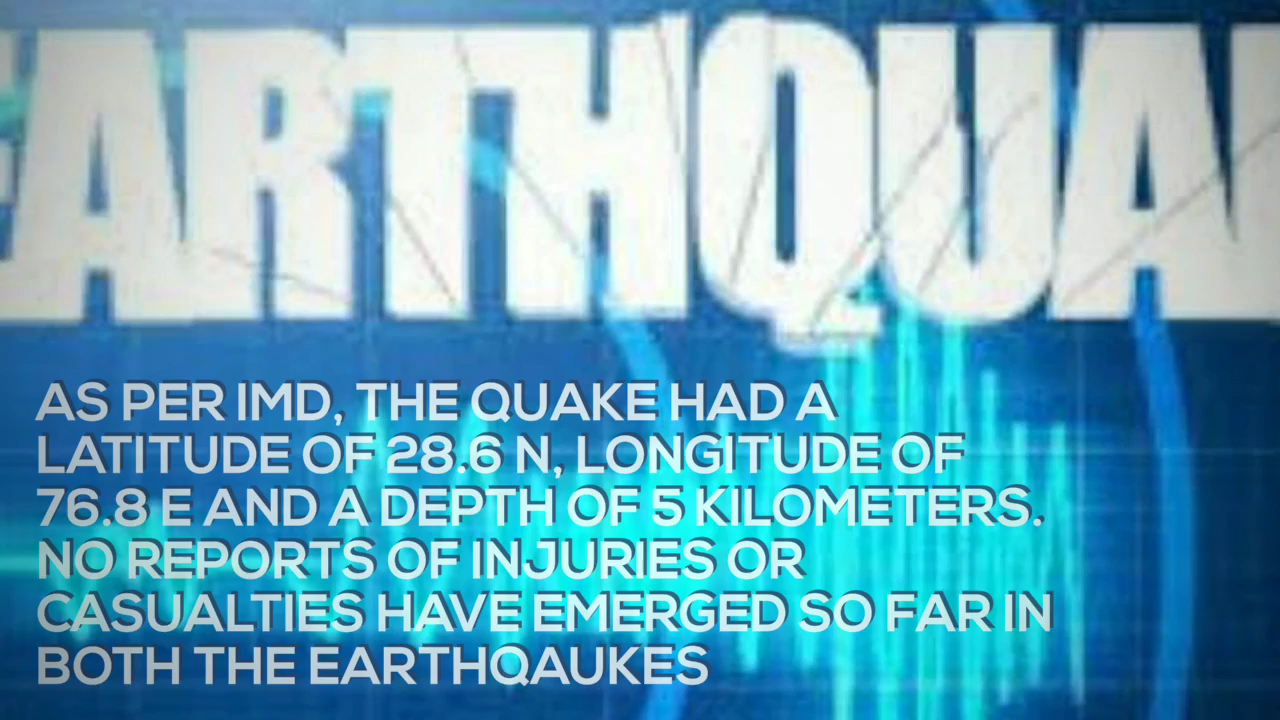 EARTHQUA
AS PER IMD, THE QUAKE HAD A
LATITUDE OF 28.6 N, LONGITUDE OF
76.8 E AND A DEPTH OF 5 KILOMETERS.
NO REPORTS OF INJURIES OR
CASUALTIES HAVE EMERGED SO FAR IN
BOTH THE EARTHQAUKES